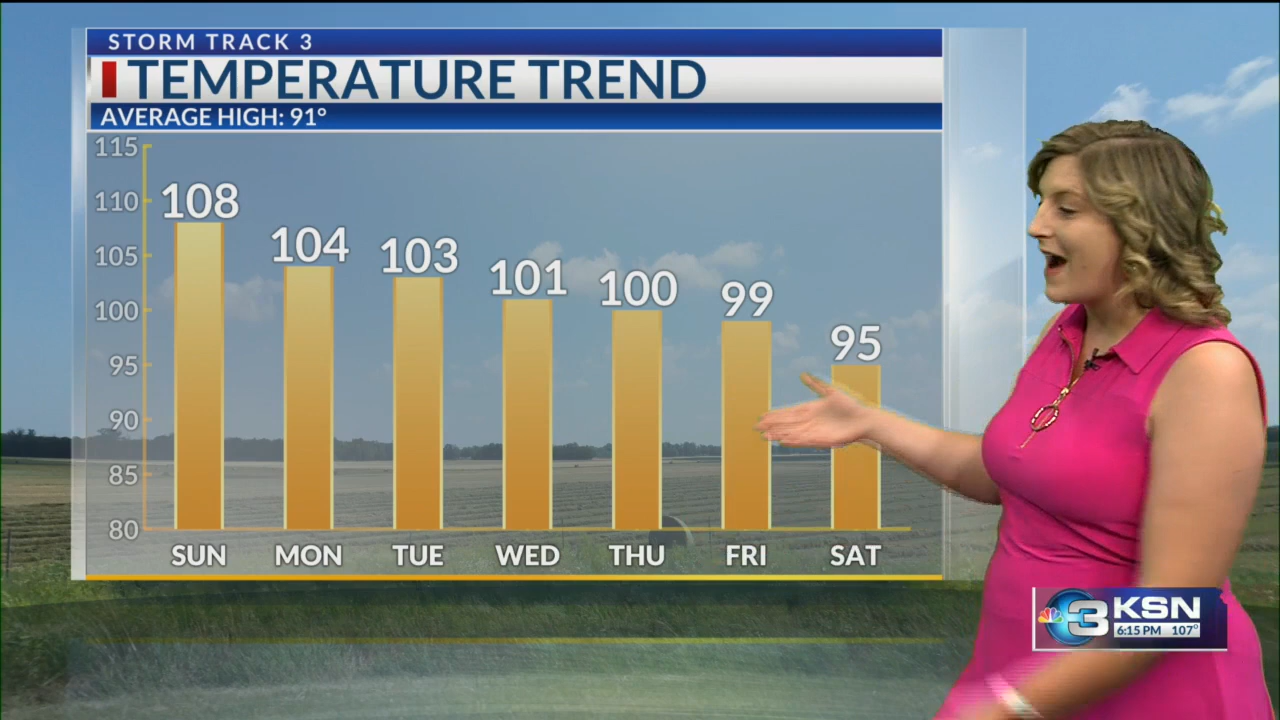 STORM TRACK 3
TEMPERATURE TREND
AVERAGE HIGH: 91°
115
110
105
100
95
90
85
80
108
104
103
101
100
99
95
SUN MON TUE WED THU FRI SAT
3 KSN
6:15 PM 107°